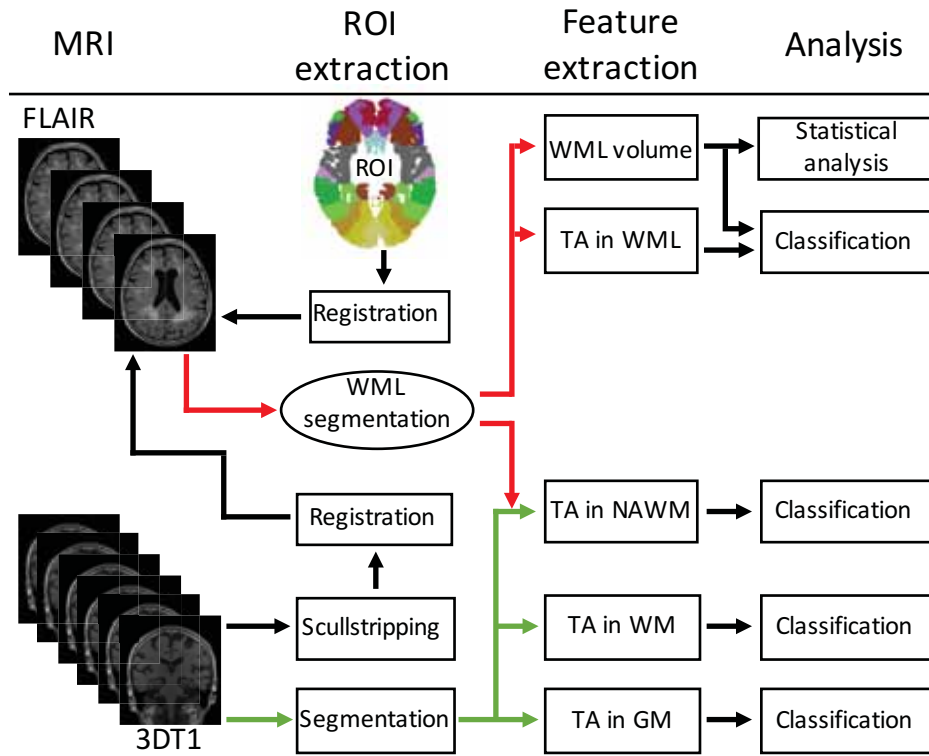 MRI
ROI
extraction
Feature
extraction
Analysis
FLAIR
ROI
WML volume
Statistical
analysis
TA in WML
Classification
Registration
WML
segmentation
Registration
TA in NAWM
Classification
Scullstripping
TA in WM
Classification
Segmentation
TA in GM
Classification
3DT1